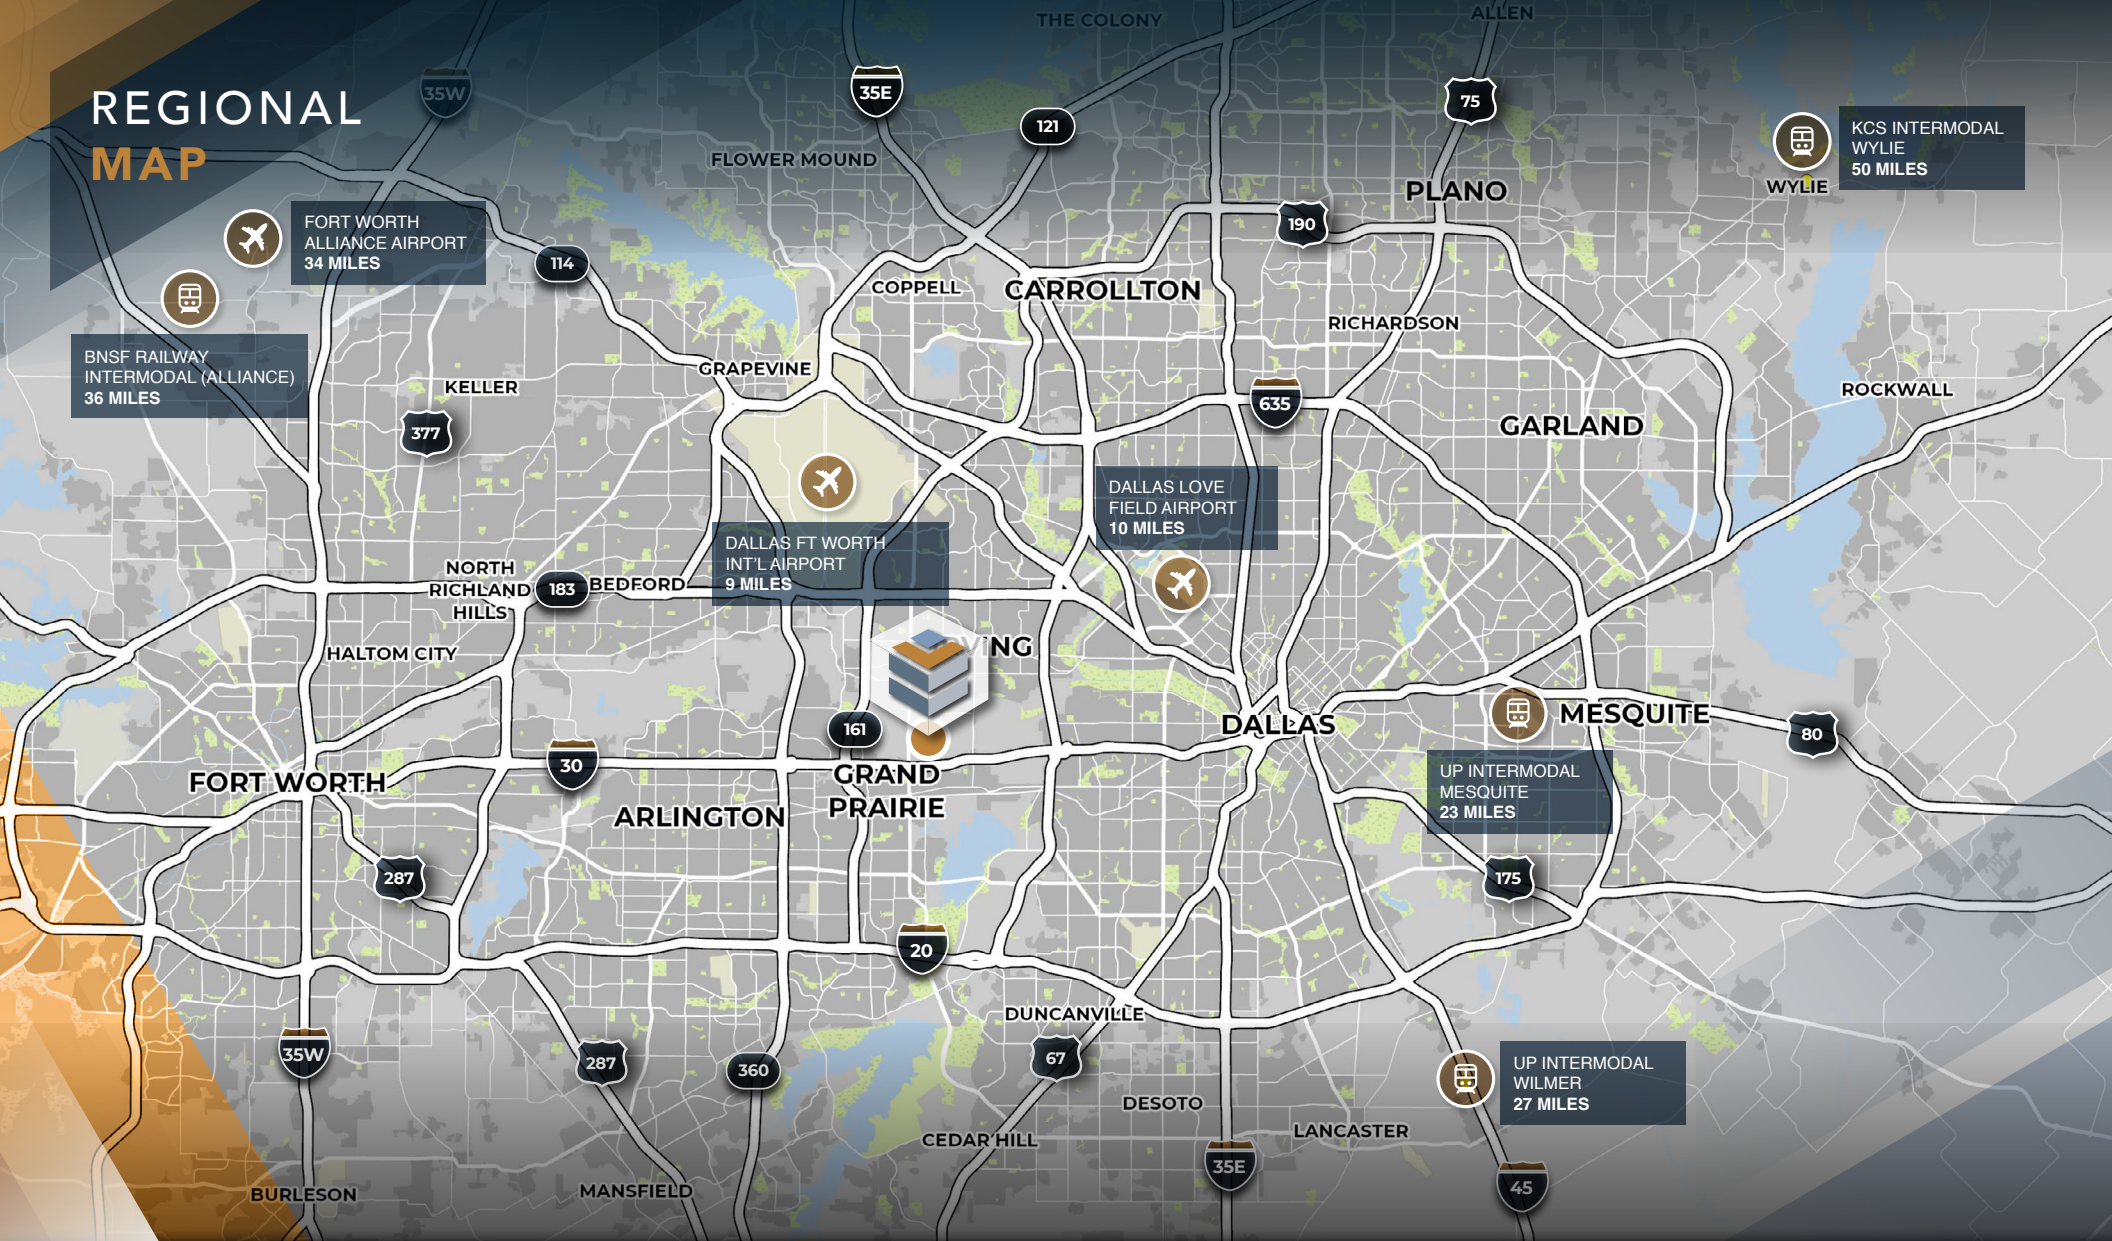 REGIONAL
MAP
THE COLONY
ALLEN
35W
35E
121
75
FLOWER MOUND
PLANO
KCS INTERMODAL
WYLIE
50 MILES
WYLIE
FORT WORTH
ALLIANCE AIRPORT
34 MILES
114
190
COPPELL
CARROLLTON
RICHARDSON
BNSF RAILWAY
INTERMODAL (ALLIANCE)
36 MILES
KELLER
GRAPEVINE
377
635
GARLAND
ROCKWALL
DALLAS LOVE
FIELD AIRPORT
10 MILES
DALLAS FT WORTH
INT'L AIRPORT
9 MILES
NORTH
RICHLAND
HILLS
183
BEDFORD
HALTOM CITY
161
DALLAS
MESQUITE
80
30
GRAND
PRAIRIE
FORT WORTH
ARLINGTON
UP INTERMODAL
MESQUITE
23 MILES
287
175
20
DUNCANVILLE
35W
287
360
67
UP INTERMODAL
WILMER
27 MILES
DESOTO
CEDAR HILL
LANCASTER
35E
45
BURLESON
MANSFIELD